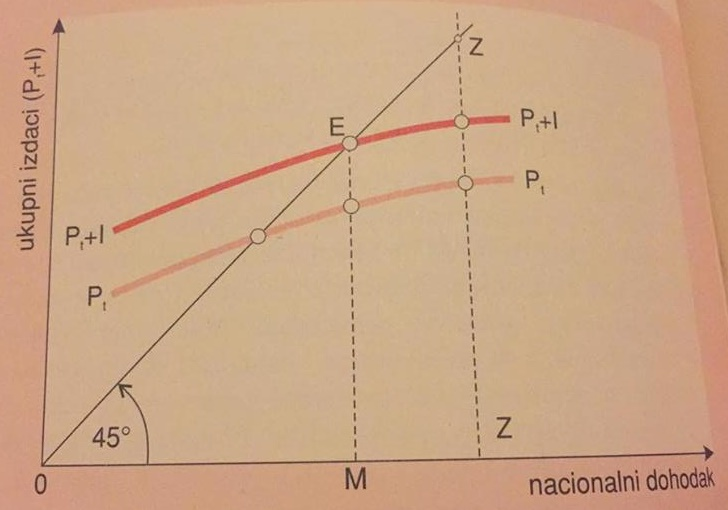 ukupni izdaci (Pₜ+I)
Z
E
Pₜ+I
Pₜ+I
Pₜ
Pₜ
45°
Z
0
M
nacionalni dohodak